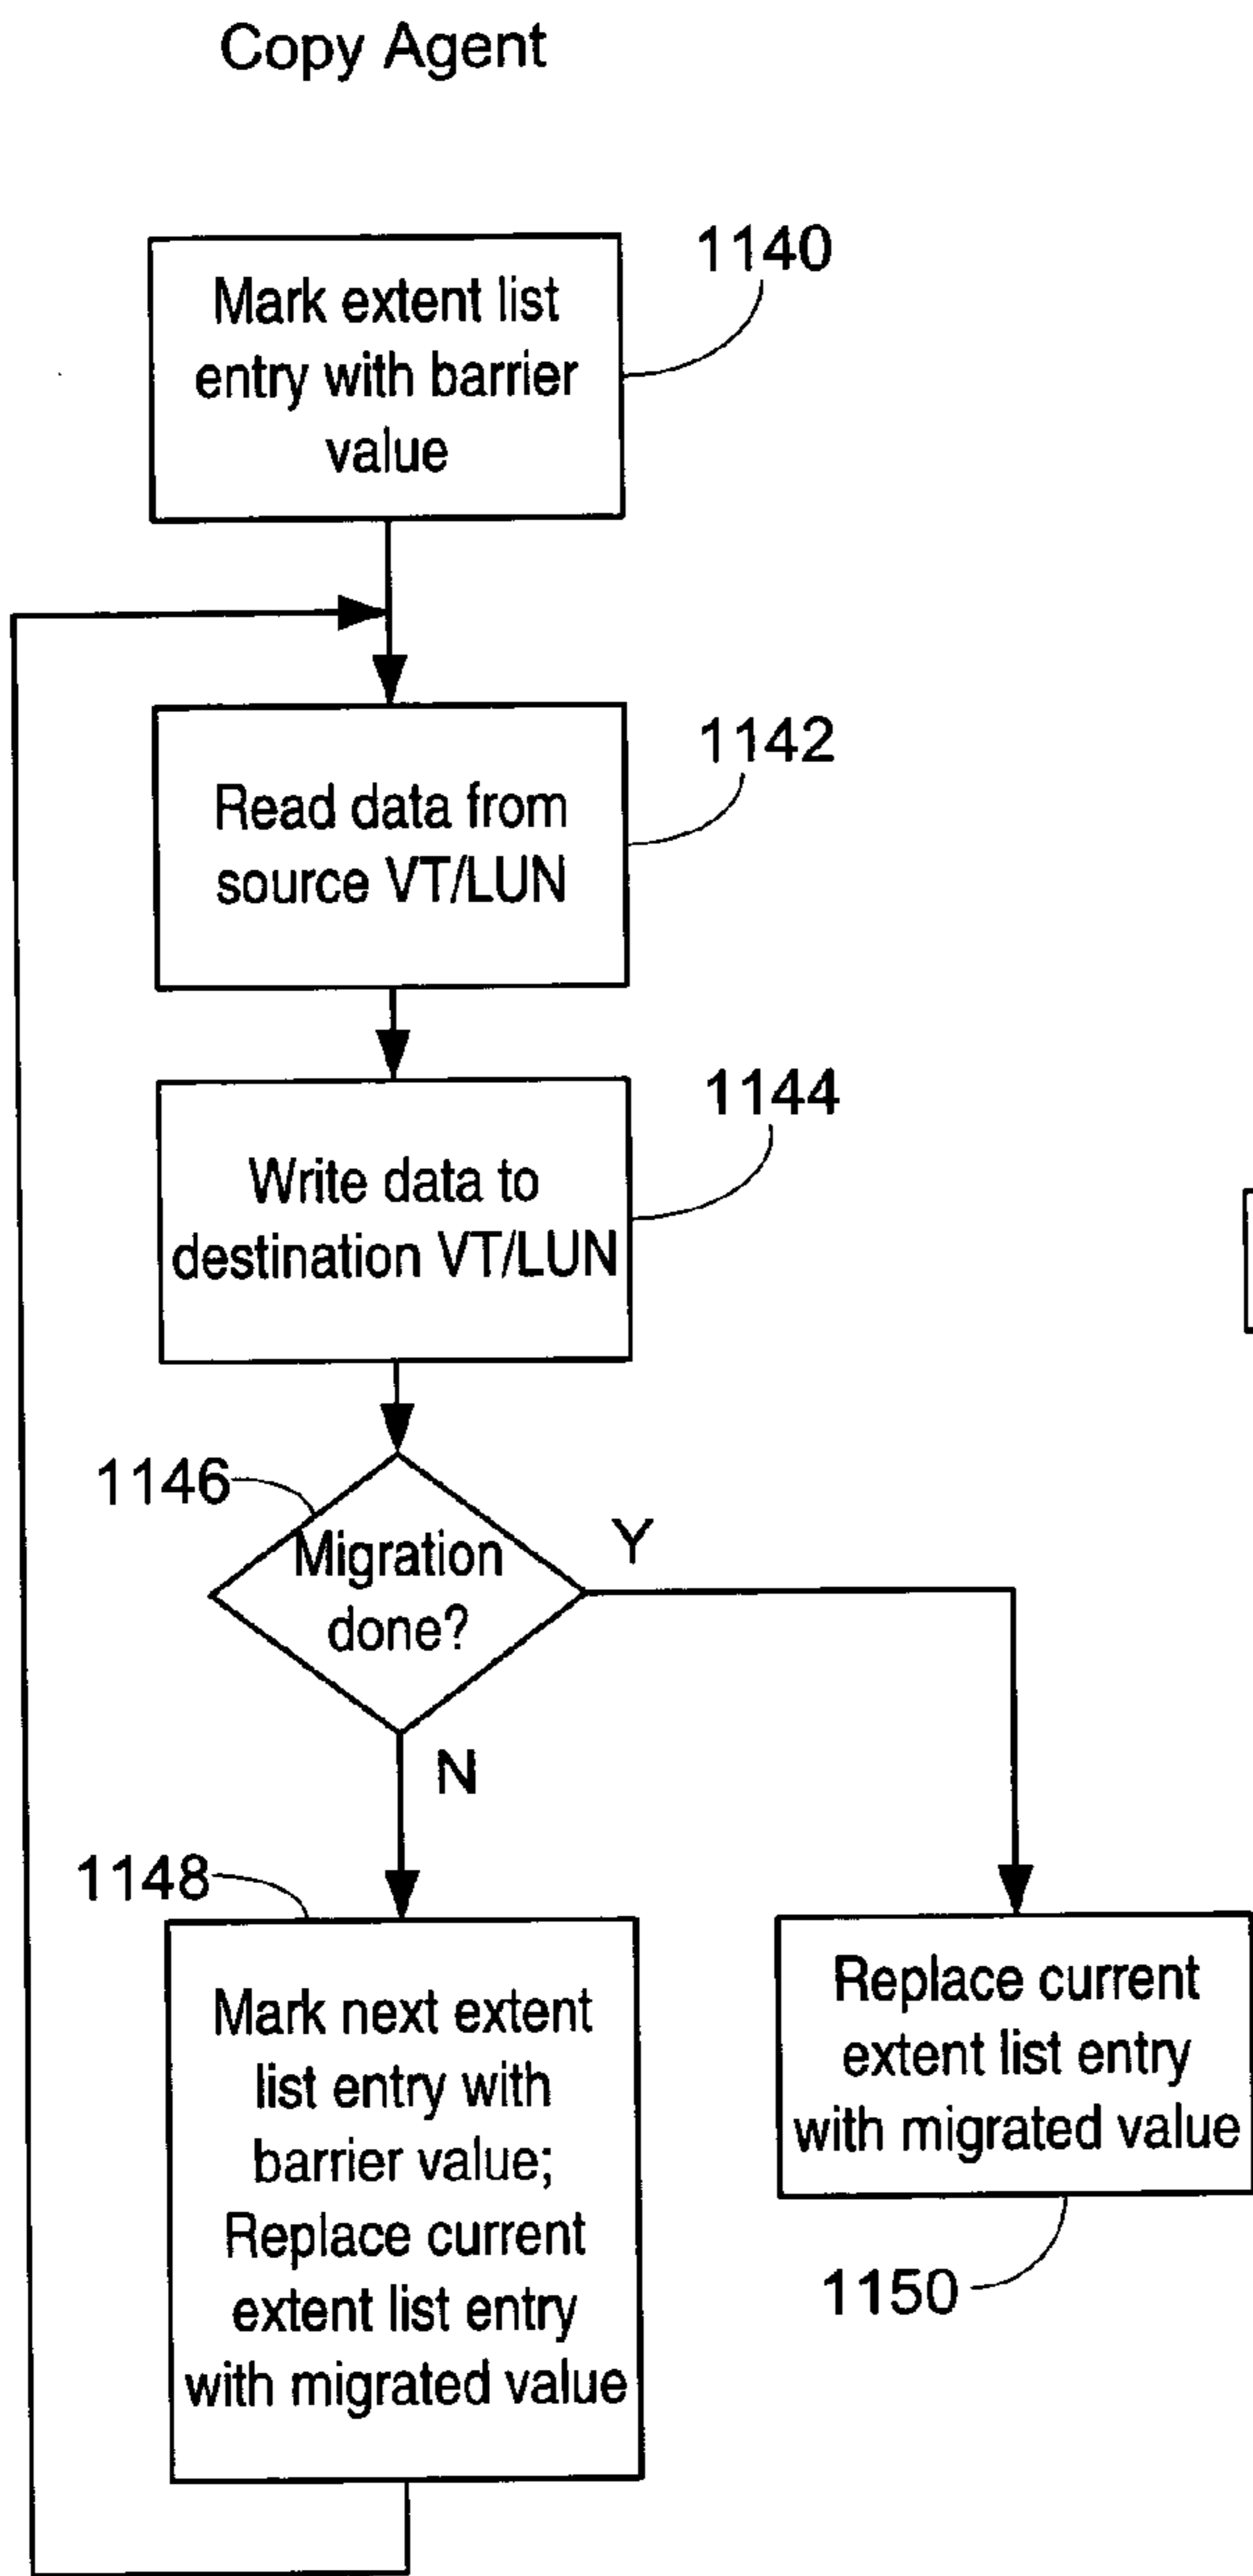 Copy Agent
1140
Mark extent list
entry with barrier
value
1142
Read data from
source VT/LUN
1144
Write data to
destination VT/LUN
1146
Migration
done?
Y
N
1148
Mark next extent
list entry with
barrier value;
Replace current
extent list entry
with migrated value
Replace current
extent list entry
with migrated value
1150